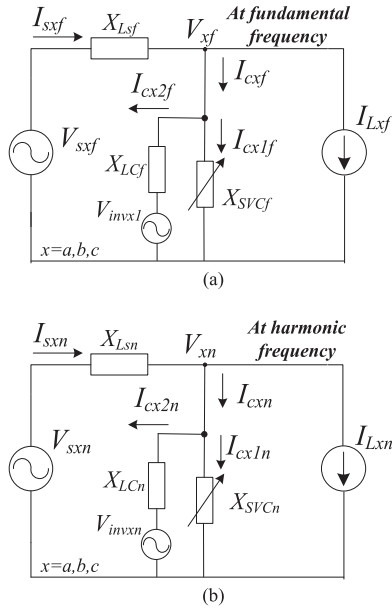 I_sxf X_Lsf V_xf At fundamental
frequency
I_cxf
I_cx2f
I_cx1f I_Lxf
V_sxf
X_LCf
X_SVCf
V_invx1
x=a,b,c
(a)
I_sxn X_Lsn V_xn At harmonic
frequency
I_cxn
I_cx2n
I_cx1n I_Lxn
V_sxn
X_LCn
X_SVCn
V_invxn
x=a,b,c
(b)